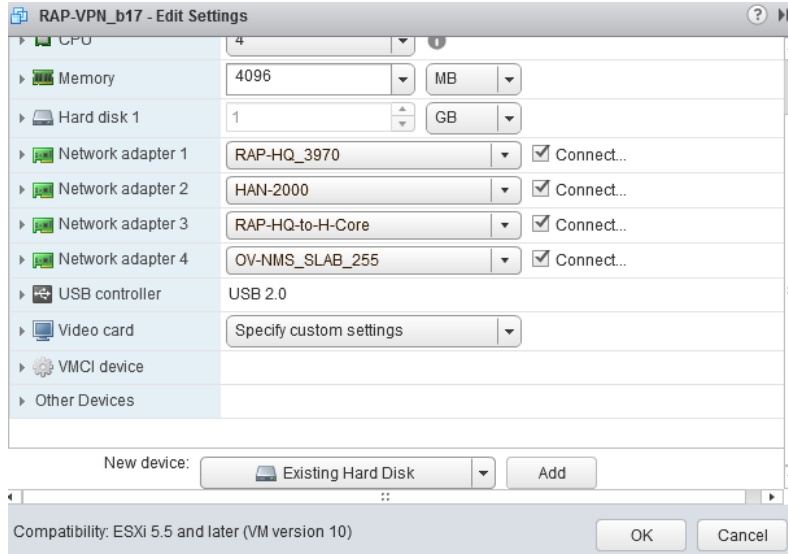 RAP-VPN_b17 - Edit Settings
CPU 4
Memory 4096 MB
Hard disk 1 1 GB
Network adapter 1 RAP-HQ_3970 Connect...
Network adapter 2 HAN-2000 Connect...
Network adapter 3 RAP-HQ-to-H-Core Connect...
Network adapter 4 OV-NMS_SLAB_255 Connect...
USB controller USB 2.0
Video card Specify custom settings
VMCI device
Other Devices
New device: Existing Hard Disk Add
Compatibility: ESXi 5.5 and later (VM version 10) OK Cancel